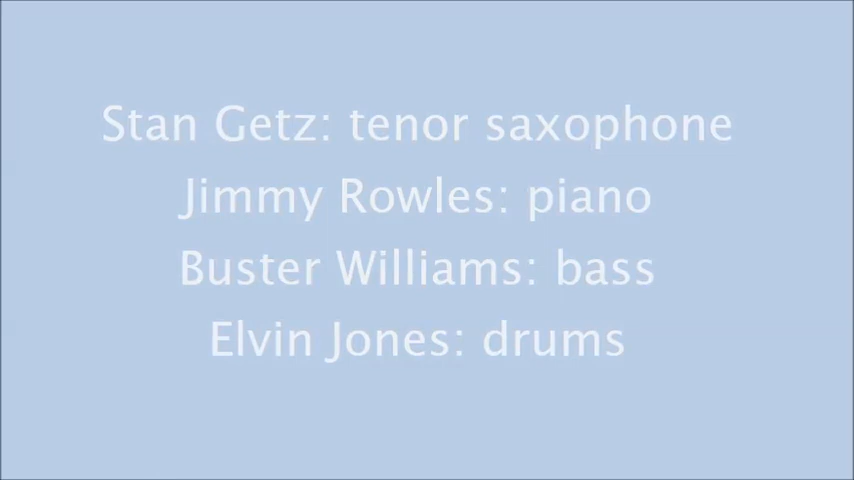 Stan Getz: tenor saxophone
Jimmy Rowles: piano
Buster Williams: bass
Elvin Jones: drums